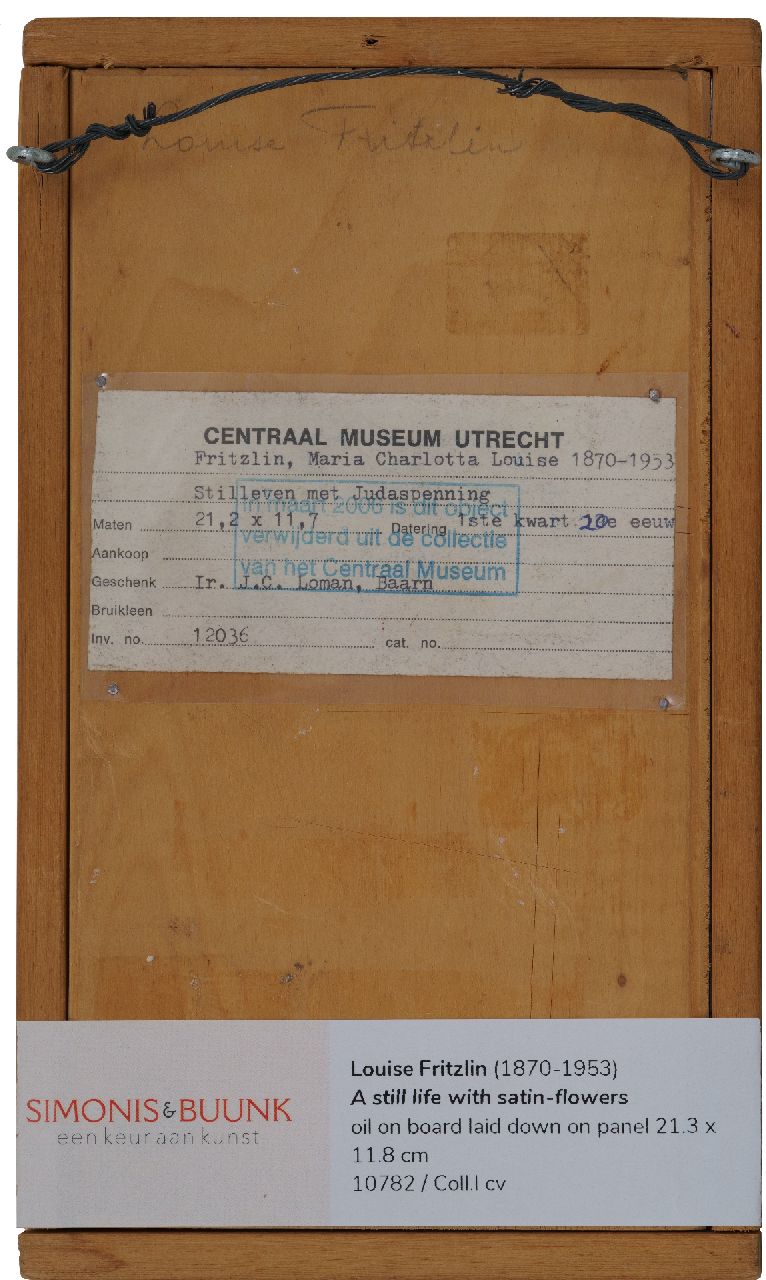 Louise Fritzlin
CENTRAAL MUSEUM UTRECHT
Fritzlin, Maria Charlotta Louise 1870-1953
Stilleven met Judaspenning
in maart 2006 is dit object
Maten 21,2 x 11,7 Datering 1ste kwart 20e eeuw
verwijderd uit de collectie
Aankoop
van het Centraal Museum
Geschenk Ir. J.C. Loman, Baarn
Bruikleen
Inv. no. 12036 cat. no.
SIMONIS&BUUNK
een keur aan kunst
Louise Fritzlin (1870-1953)
A still life with satin-flowers
oil on board laid down on panel 21.3 x
11.8 cm
10782 / Coll.I cv